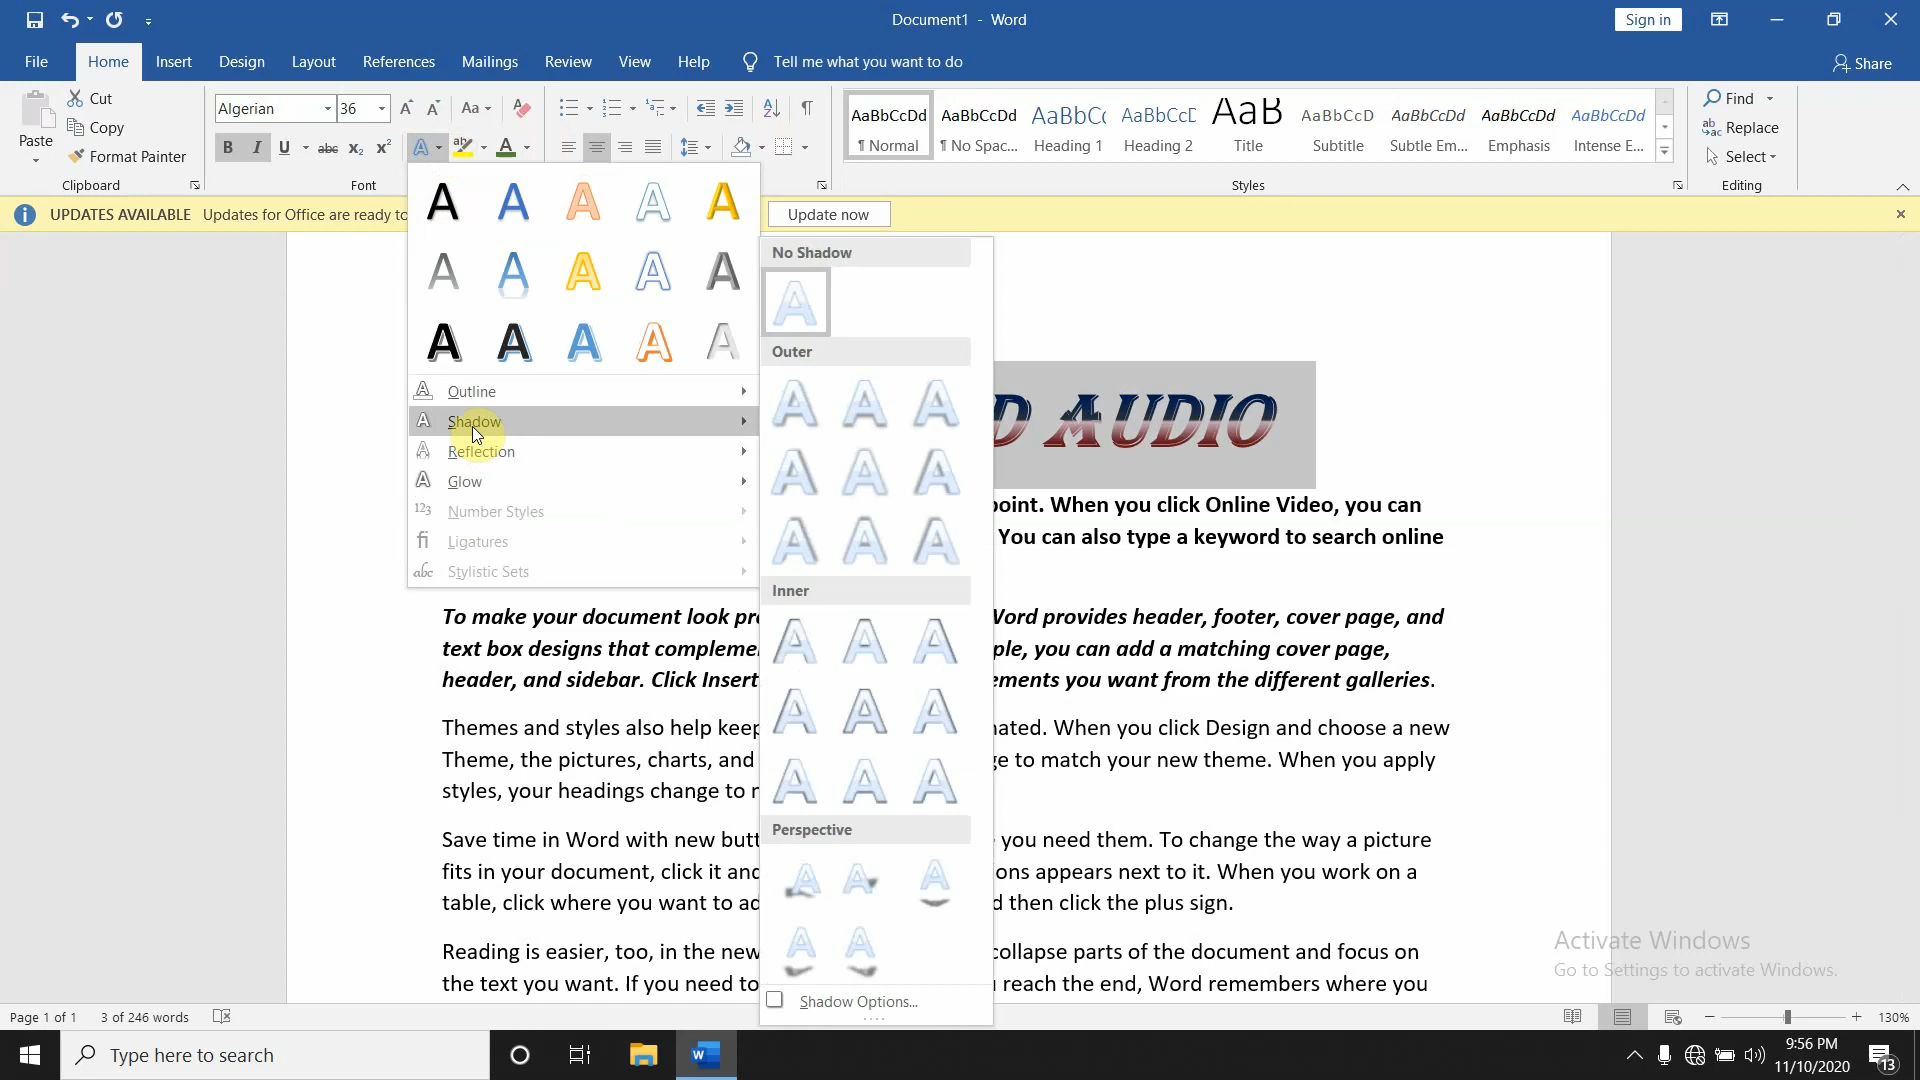 Document1 - Word
Sign in
File Home Insert Design Layout References Mailings Review View Help Tell me what you want to do
Share
Paste
Cut
Copy
Format Painter
Clipboard
Algerian 36
Font
AaBbCcDd AaBbCcDd AaBbCc AaBbCcC AaB AaBbCcD AaBbCcDd AaBbCcDd AaBbCcDd
¶ Normal ¶ No Spac... Heading 1 Heading 2 Title Subtitle Subtle Em... Emphasis Intense E...
Styles
Find
Replace
Select
Editing
UPDATES AVAILABLE Updates for Office are ready to
Update now
Outline
Shadow
Reflection
Glow
Number Styles
Ligatures
Stylistic Sets
No Shadow
Outer
Inner
Perspective
Shadow Options...
D AUDIO
point. When you click Online Video, you can
You can also type a keyword to search online
To make your document look pr Word provides header, footer, cover page, and
text box designs that compleme ple, you can add a matching cover page,
header, and sidebar. Click Insert ements you want from the different galleries.
Themes and styles also help keep nated. When you click Design and choose a new
Theme, the pictures, charts, and ge to match your new theme. When you apply
styles, your headings change to
Save time in Word with new butt you need them. To change the way a picture
fits in your document, click it and ons appears next to it. When you work on a
table, click where you want to ad d then click the plus sign.
Reading is easier, too, in the new collapse parts of the document and focus on
the text you want. If you need to reach the end, Word remembers where you
Activate Windows
Go to Settings to activate Windows.
Page 1 of 1 3 of 246 words
130%
Type here to search
9:56 PM
11/10/2020
13